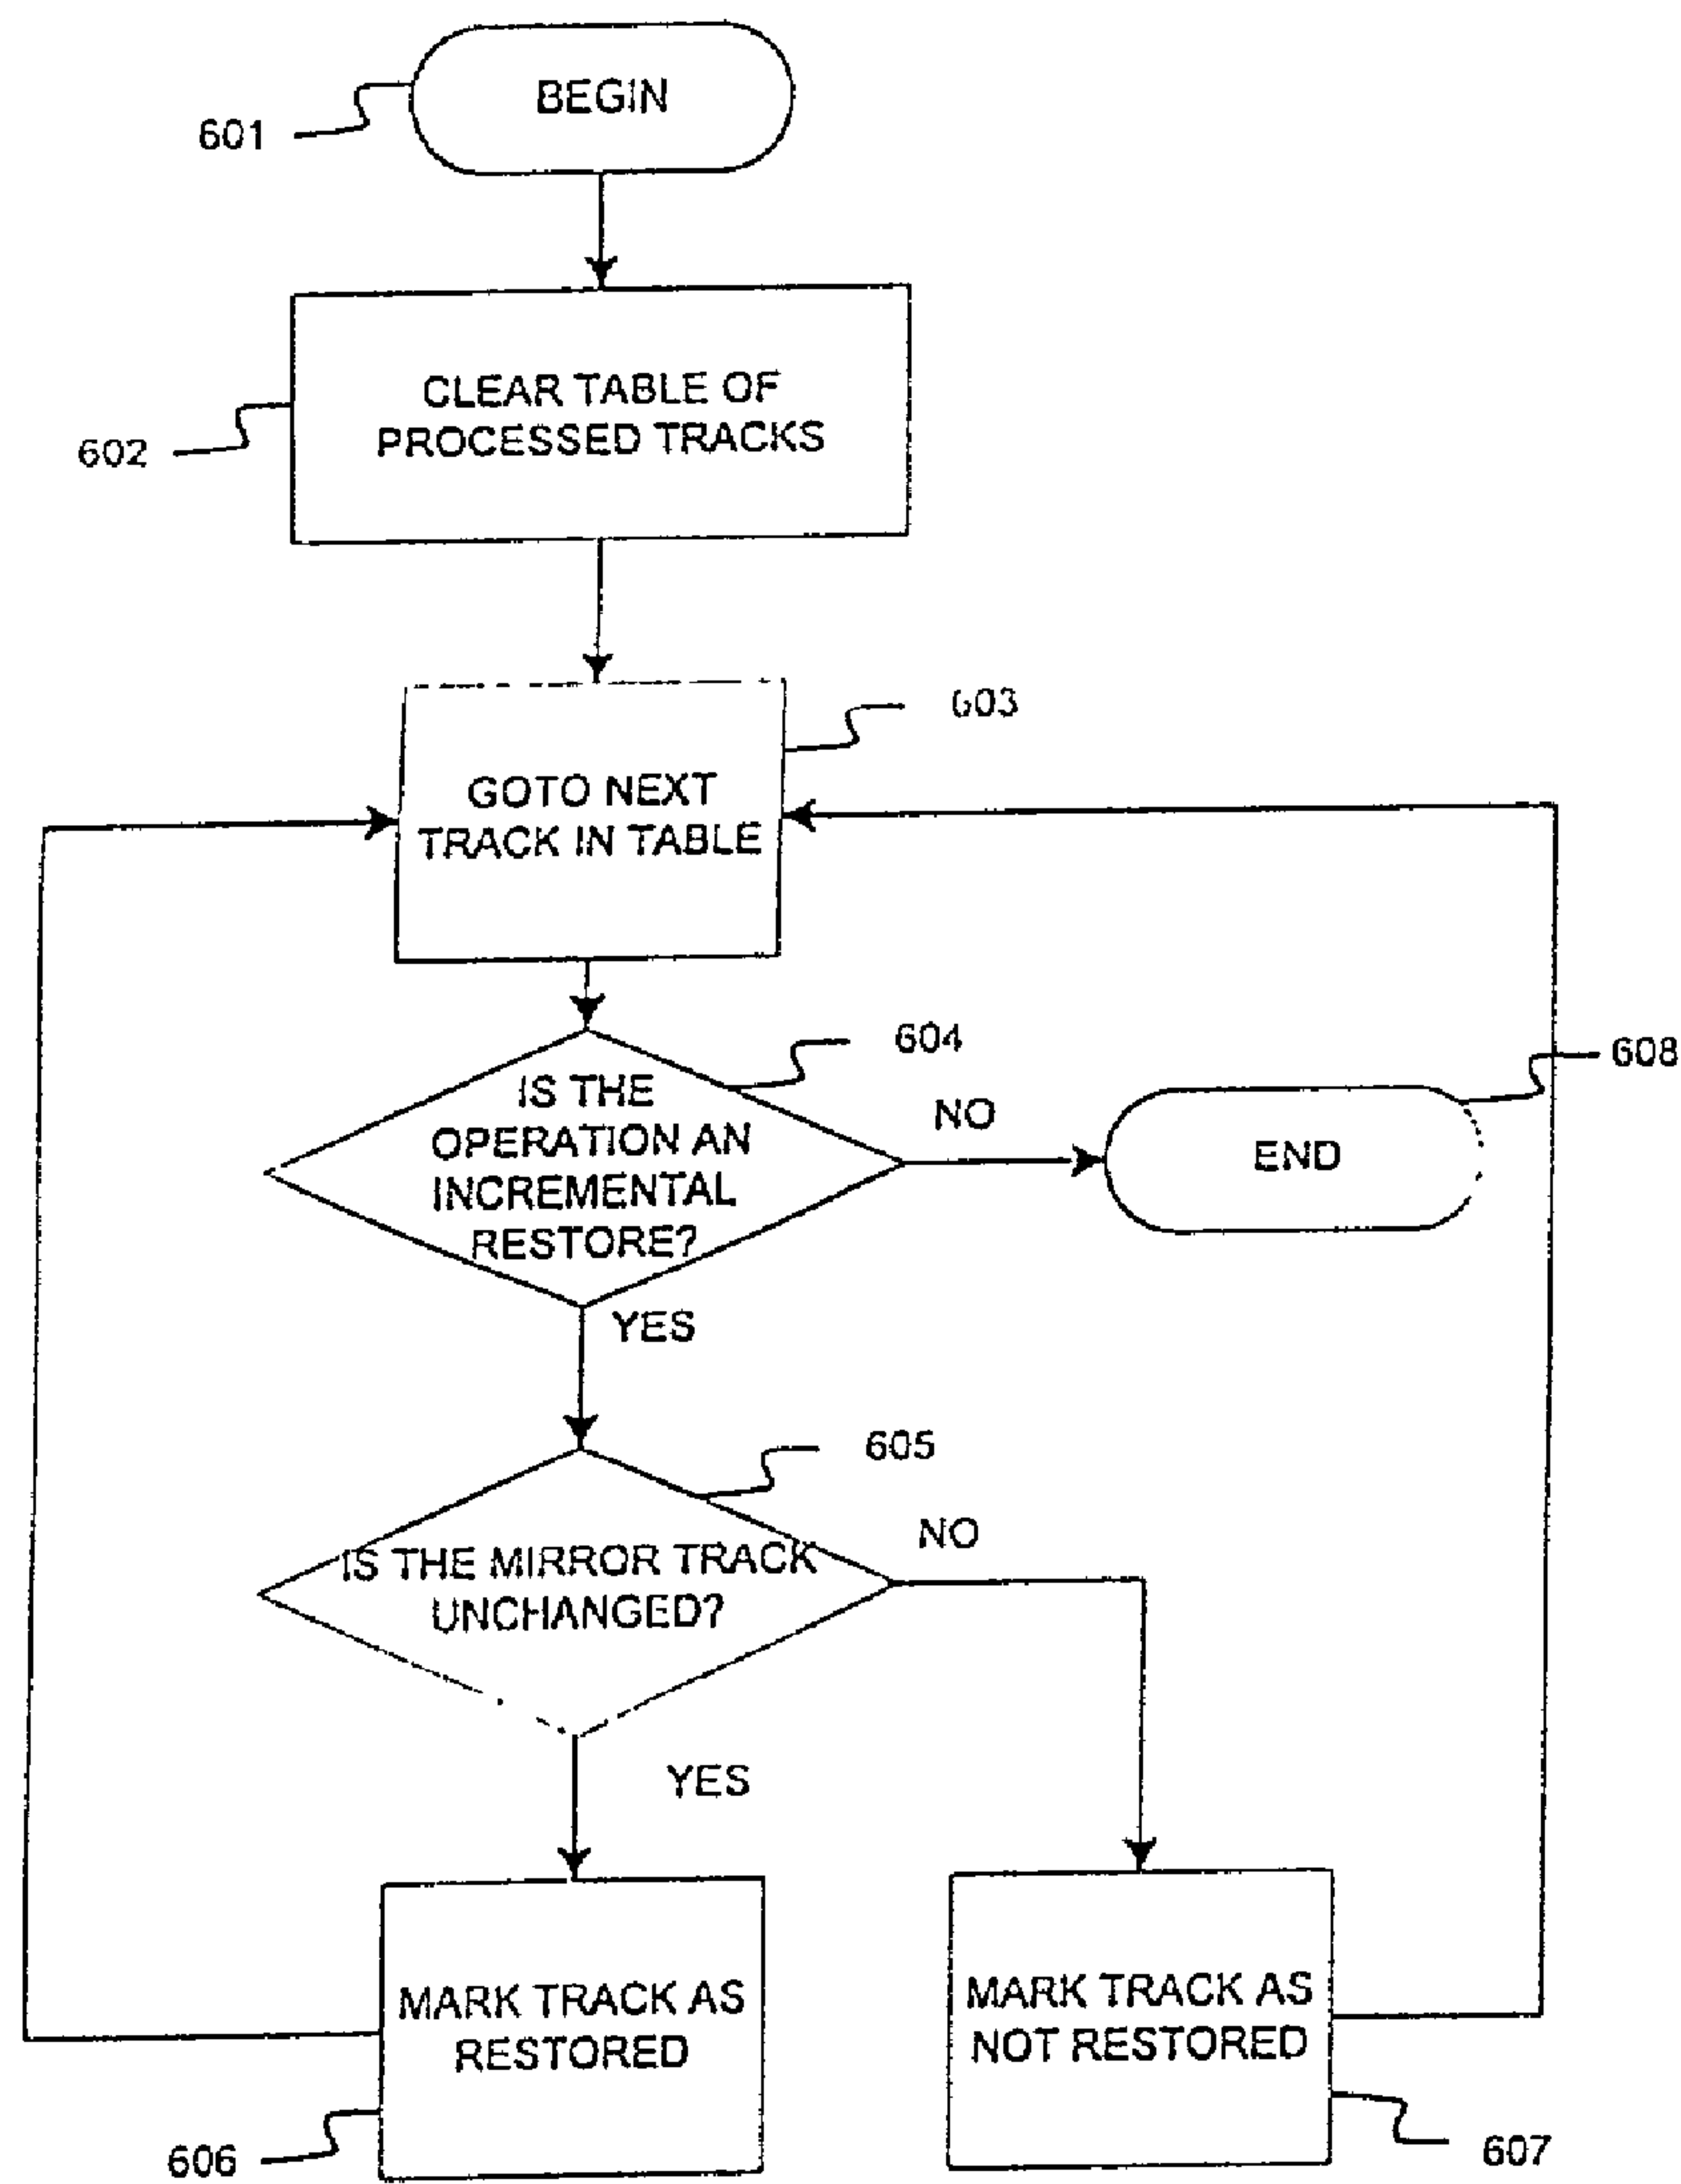 BEGIN
601
CLEAR TABLE OF
PROCESSED TRACKS
602
603
GOTO NEXT
TRACK IN TABLE
604
IS THE
OPERATION AN
INCREMENTAL
RESTORE?
NO
608
END
YES
605
IS THE MIRROR TRACK
UNCHANGED?
NO
YES
MARK TRACK AS
RESTORED
606
MARK TRACK AS
NOT RESTORED
607